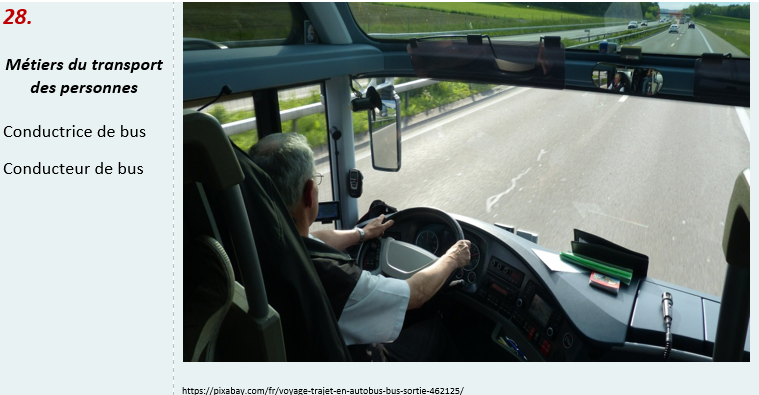 28.
Métiers du transport
des personnes
Conductrice de bus
Conducteur de bus
https://pixabay.com/fr/voyage-trajet-en-autobus-bus-sortie-462125/